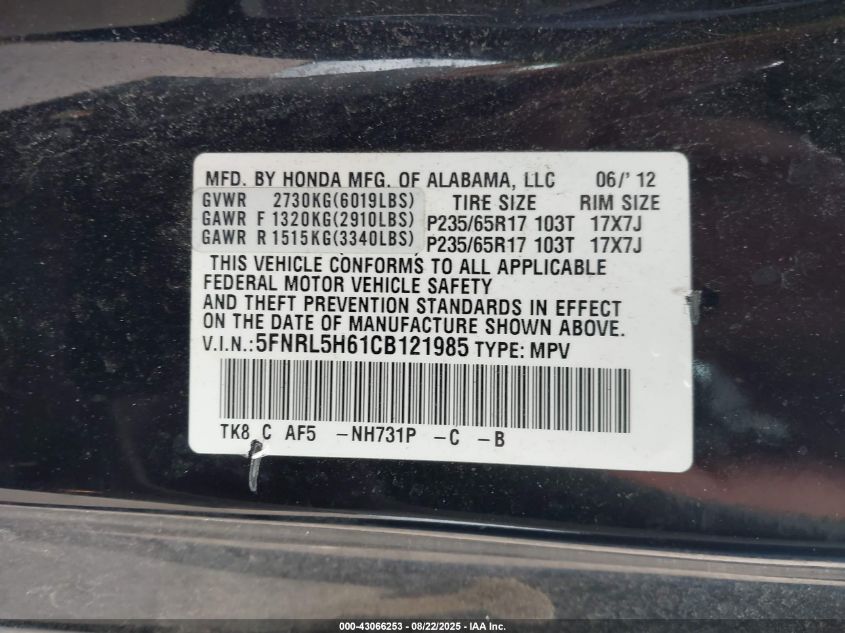 MFD. BY HONDA MFG. OF ALABAMA, LLC 06/' 12
GVWR 2730KG(6019LBS) TIRE SIZE RIM SIZE
GAWR F 1320KG(2910LBS) P235/65R17 103T 17X7J
GAWR R 1515KG(3340LBS) P235/65R17 103T 17X7J
THIS VEHICLE CONFORMS TO ALL APPLICABLE
FEDERAL MOTOR VEHICLE SAFETY
AND THEFT PREVENTION STANDARDS IN EFFECT
ON THE DATE OF MANUFACTURE SHOWN ABOVE.
V.I.N.: 5FNRL5H61CB121985 TYPE: MPV
TK8 C AF5 -NH731P -C -B
000-43066253 - 08/22/2025 - IAA Inc.